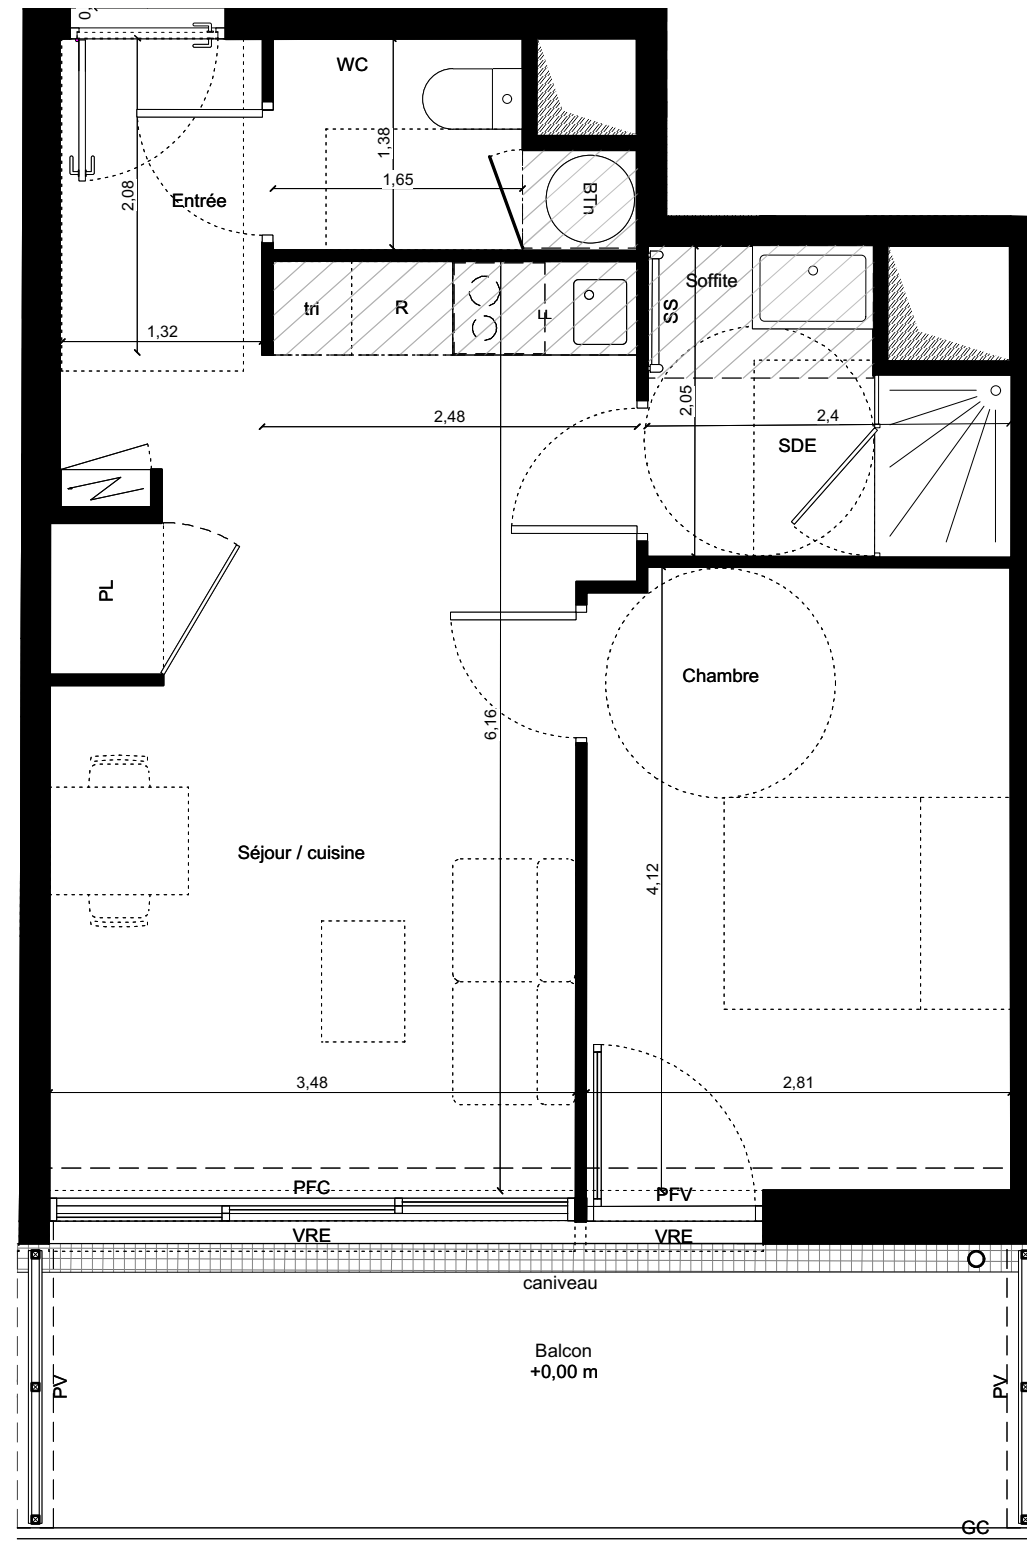 0,
WC
1,38
1,65
BTn
2,08
Entrée
1,32
tri
R
F
Soffite
SS
2,05
2,4
SDE
2,48
PL
Chambre
6,16
Séjour / cuisine
4,12
3,48
2,81
PFC
PFV
VRE
VRE
caniveau
Balcon
+0,00 m
PV
PV
GC